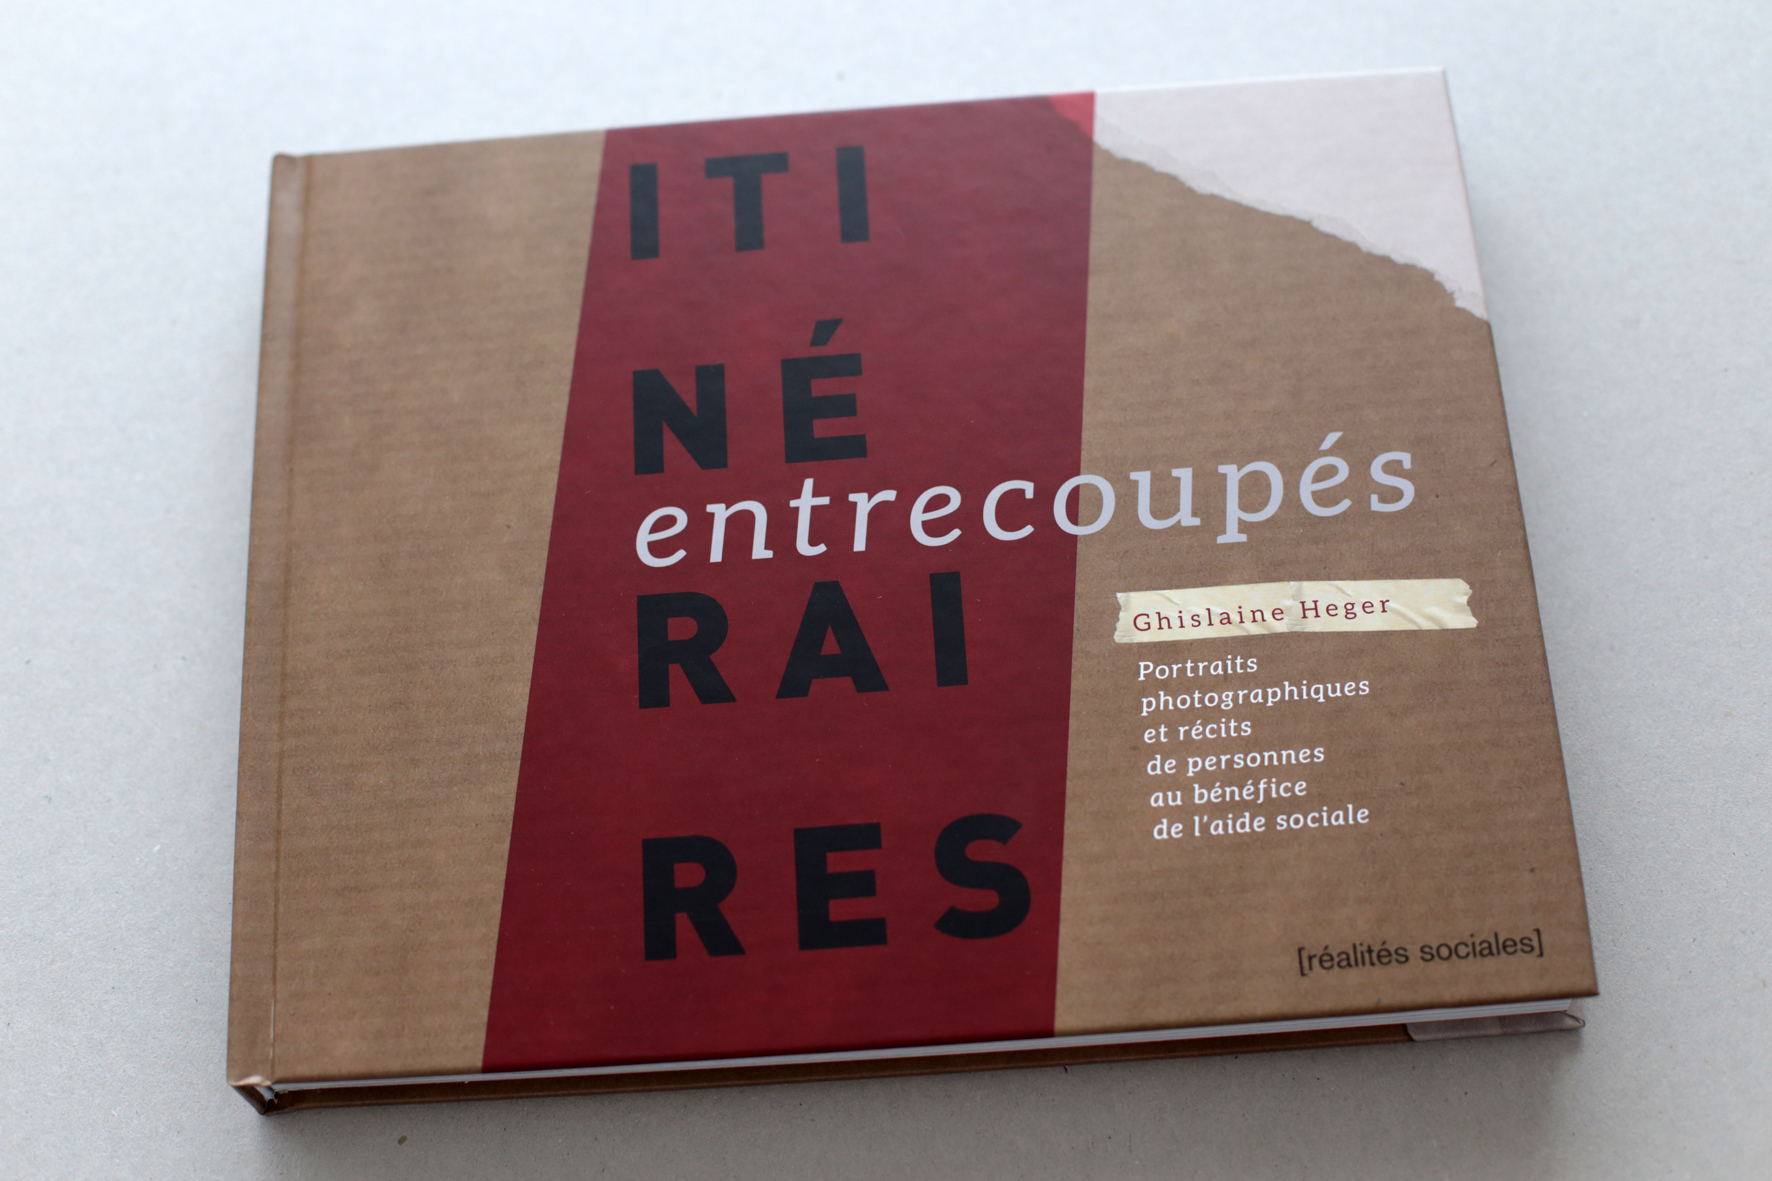 ITI
NÉ
entrecoupés
RAI
RES
Ghislaine Heger
Portraits
photographiques
et récits
de personnes
au bénéfice
de l'aide sociale
[réalités sociales]